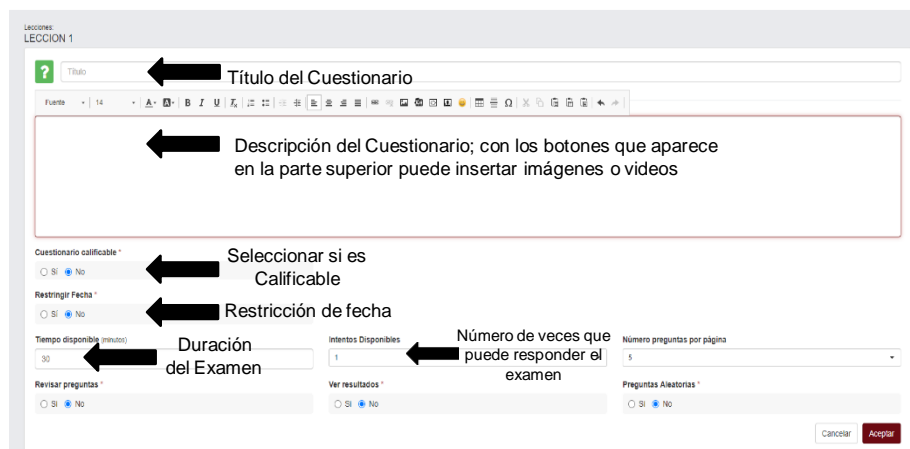 Lecciones:
LECCION 1
?
Título
Título del Cuestionario
Fuente 14 A A B I U Ω
Descripción del Cuestionario; con los botones que aparece
en la parte superior puede insertar imágenes o videos
Cuestionario calificable *
Sí No
Seleccionar si es
Calificable
Restringir Fecha *
Sí No
Restricción de fecha
Tiempo disponible (minutos)
30
Duración
del Examen
Intentos Disponibles
1
Número de veces que
puede responder el
examen
Número preguntas por página
5
Revisar preguntas *
Sí No
Ver resultados *
Sí No
Preguntas Aleatorias *
Sí No
Cancelar Aceptar